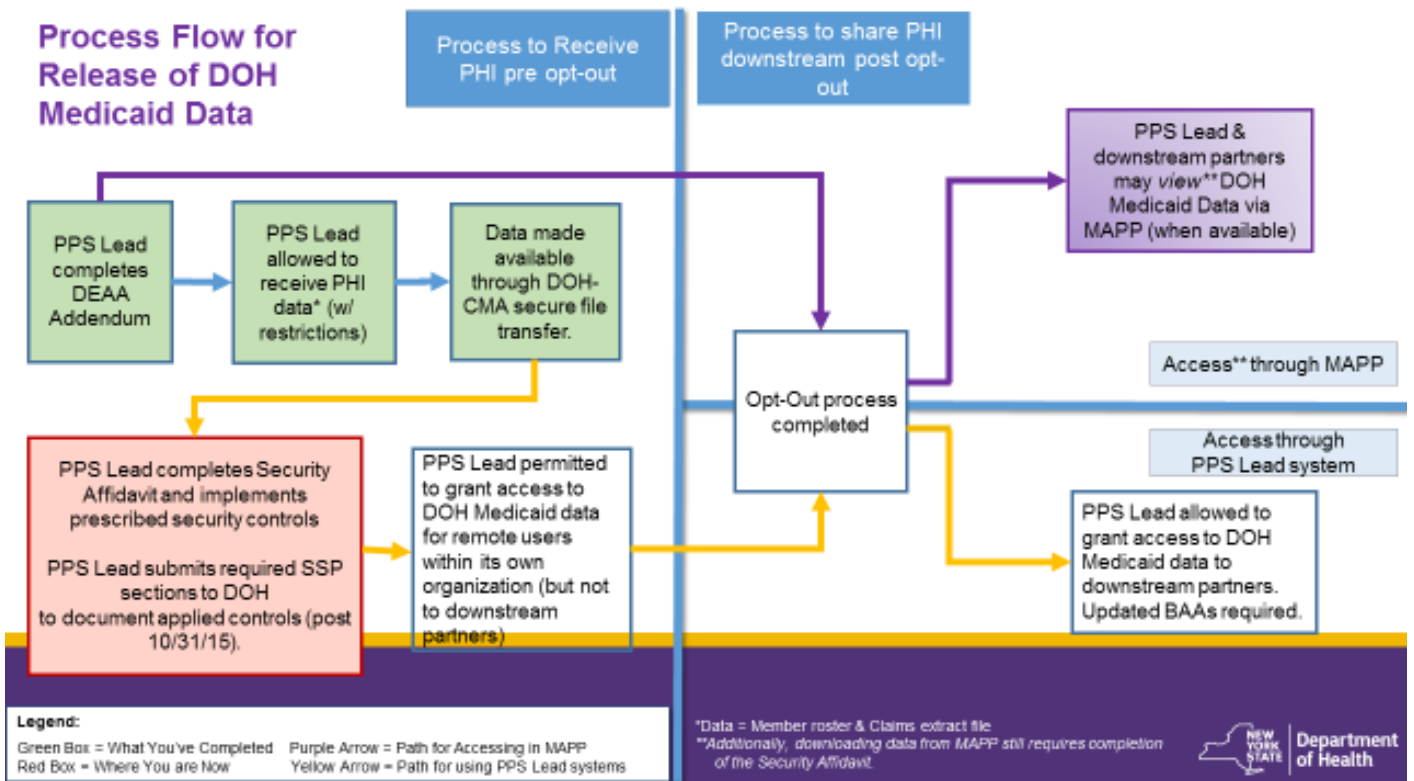 Process Flow for
Release of DOH
Medicaid Data
Process to Receive
PHI pre opt-out
Process to share PHI
downstream post opt-
out
PPS Lead &
downstream partners
may view**DOH
Medicaid Data via
MAPP (when available)
PPS Lead
completes
DEAA
Addendum
PPS Lead
allowed to
receive PHI
data* (w/
restrictions)
Data made
available
through DOH-
CMA secure file
transfer.
Access** through MAPP
Opt-Out process
completed
Access through
PPS Lead system
PPS Lead completes Security
Affidavit and implements
prescribed security controls
PPS Lead submits required SSP
sections to DOH
to document applied controls (post
10/31/15).
PPS Lead permitted
to grant access to
DOH Medicaid data
for remote users
within its own
organization (but not
to downstream
partners)
PPS Lead allowed to
grant access to DOH
Medicaid data to
downstream partners.
Updated BAAs required.
Legend:
Green Box = What You've Completed Purple Arrow = Path for Accessing in MAPP
Red Box = Where You are Now Yellow Arrow = Path for using PPS Lead systems
*Data = Member roster & Claims extract file
**Additionally, downloading data from MAPP still requires completion
of the Security Affidavit.
NEW
YORK
STATE
Department
of Health